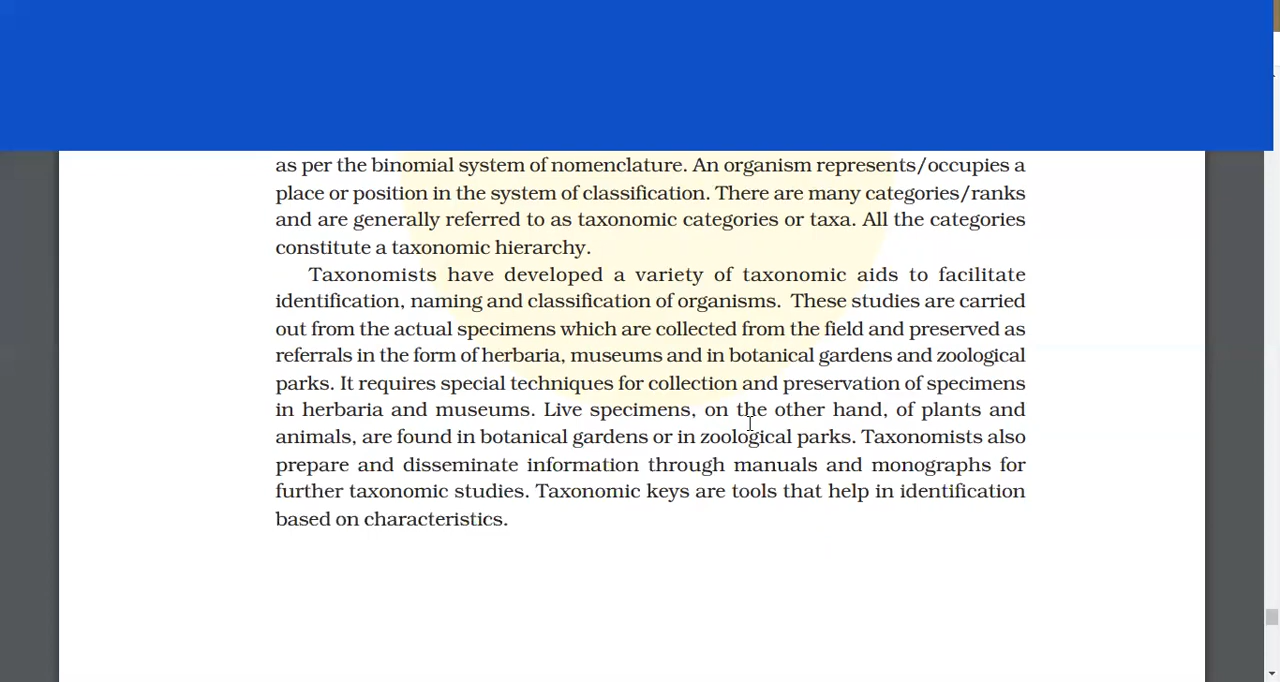 as per the binomial system of nomenclature. An organism represents/occupies a
place or position in the system of classification. There are many categories/ranks
and are generally referred to as taxonomic categories or taxa. All the categories
constitute a taxonomic hierarchy.
Taxonomists have developed a variety of taxonomic aids to facilitate
identification, naming and classification of organisms. These studies are carried
out from the actual specimens which are collected from the field and preserved as
referrals in the form of herbaria, museums and in botanical gardens and zoological
parks. It requires special techniques for collection and preservation of specimens
in herbaria and museums. Live specimens, on the other hand, of plants and
animals, are found in botanical gardens or in zoological parks. Taxonomists also
prepare and disseminate information through manuals and monographs for
further taxonomic studies. Taxonomic keys are tools that help in identification
based on characteristics.